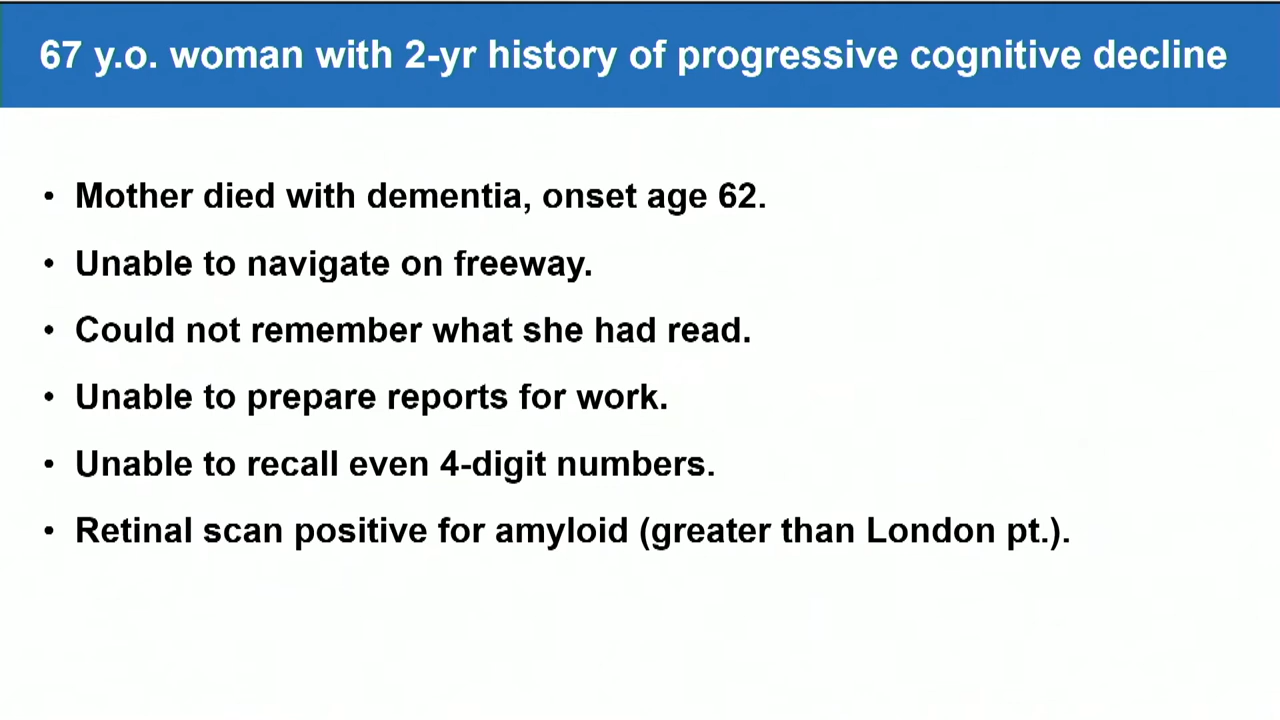 67 y.o. woman with 2-yr history of progressive cognitive decline
• Mother died with dementia, onset age 62.
• Unable to navigate on freeway.
• Could not remember what she had read.
• Unable to prepare reports for work.
• Unable to recall even 4-digit numbers.
• Retinal scan positive for amyloid (greater than London pt.).